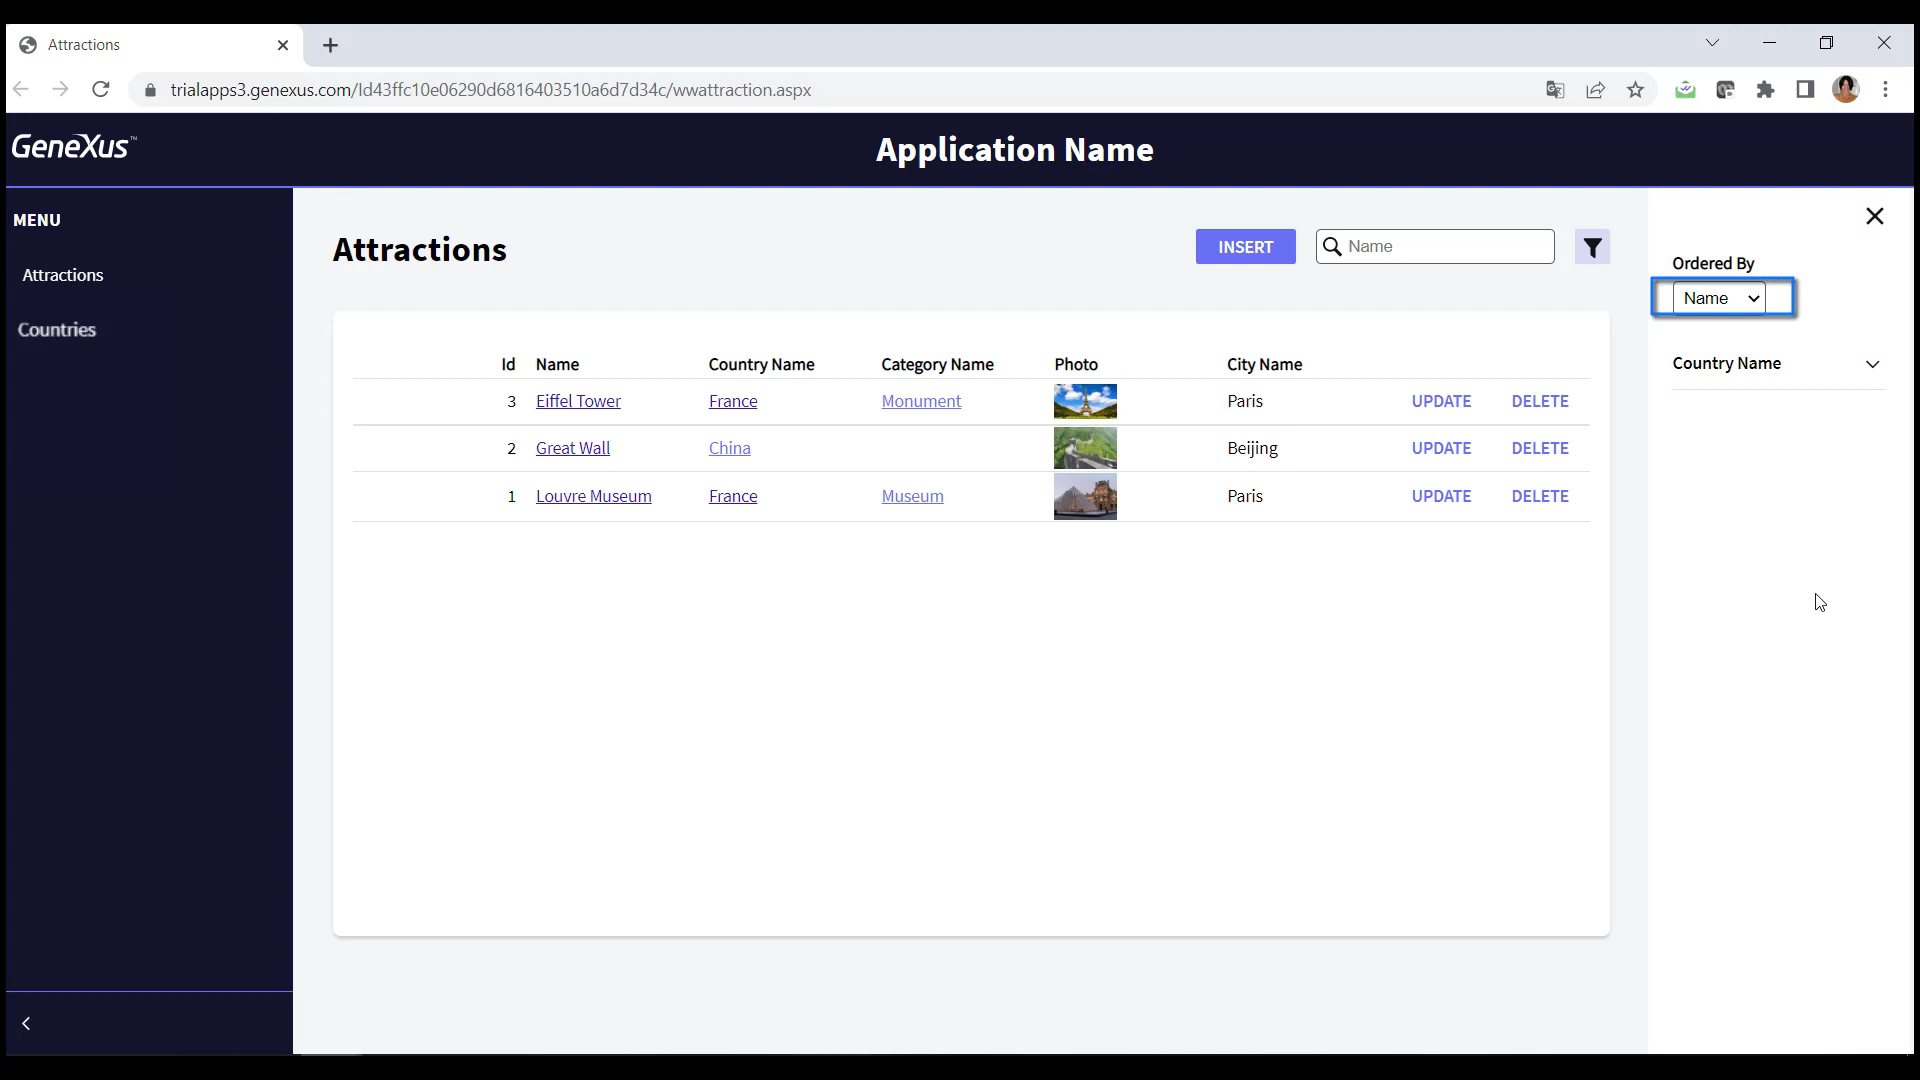 Attractions
trialapps3.genexus.com/Id43ffc10e06290d6816403510a6d7d34c/wwattraction.aspx
GeneXus™
Application Name
MENU
Attractions
Countries
Attractions
INSERT
Name
Ordered By
Name
Country Name
Id Name Country Name Category Name Photo City Name
3 Eiffel Tower France Monument Paris UPDATE DELETE
2 Great Wall China Beijing UPDATE DELETE
1 Louvre Museum France Museum Paris UPDATE DELETE